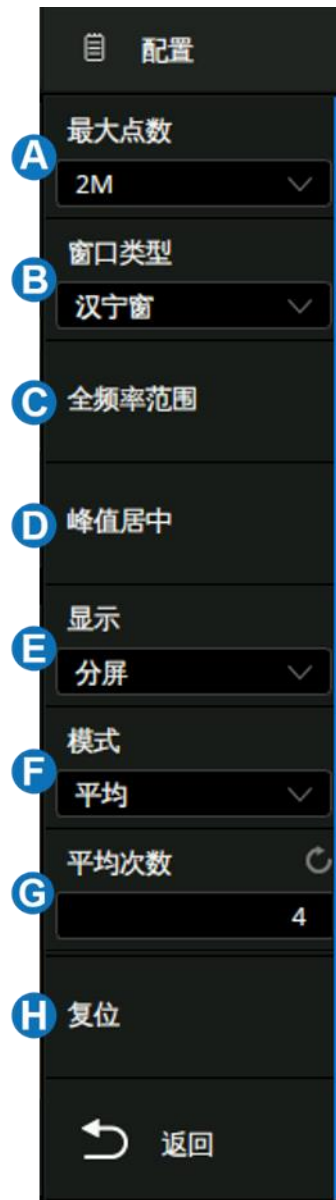 配置
最大点数
A
2M
窗口类型
B
汉宁窗
C 全频率范围
D 峰值居中
显示
E
分屏
模式
F
平均
平均次数
G
4
H 复位
返回